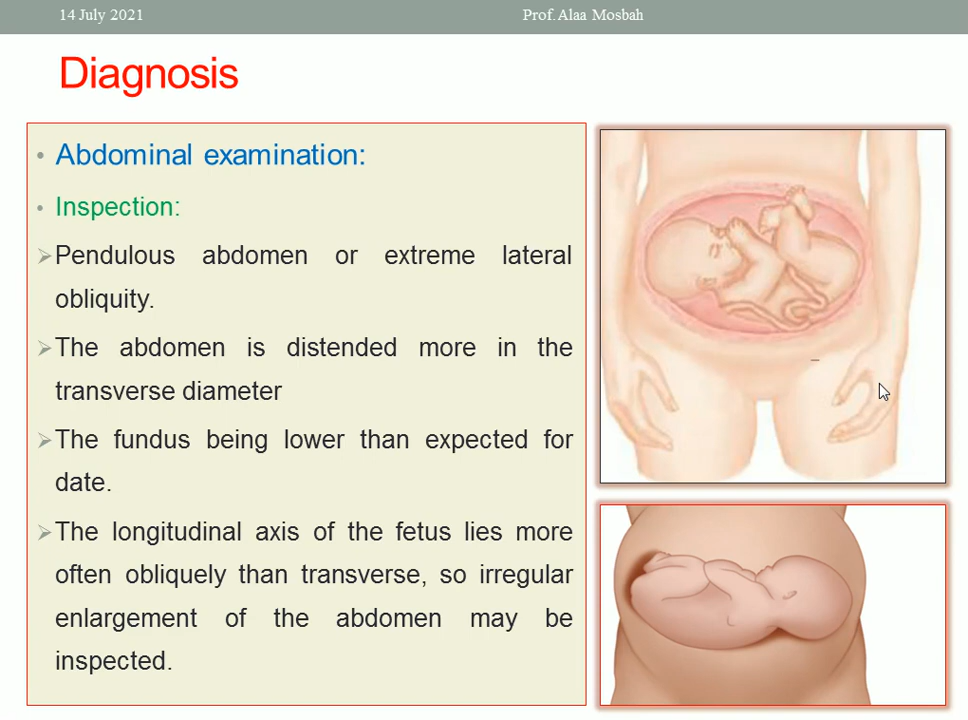 14 July 2021
Prof. Alaa Mosbah
Diagnosis
• Abdominal examination:
• Inspection:
➢ Pendulous abdomen or extreme lateral
obliquity.
➢ The abdomen is distended more in the
transverse diameter
➢ The fundus being lower than expected for
date.
➢ The longitudinal axis of the fetus lies more
often obliquely than transverse, so irregular
enlargement of the abdomen may be
inspected.